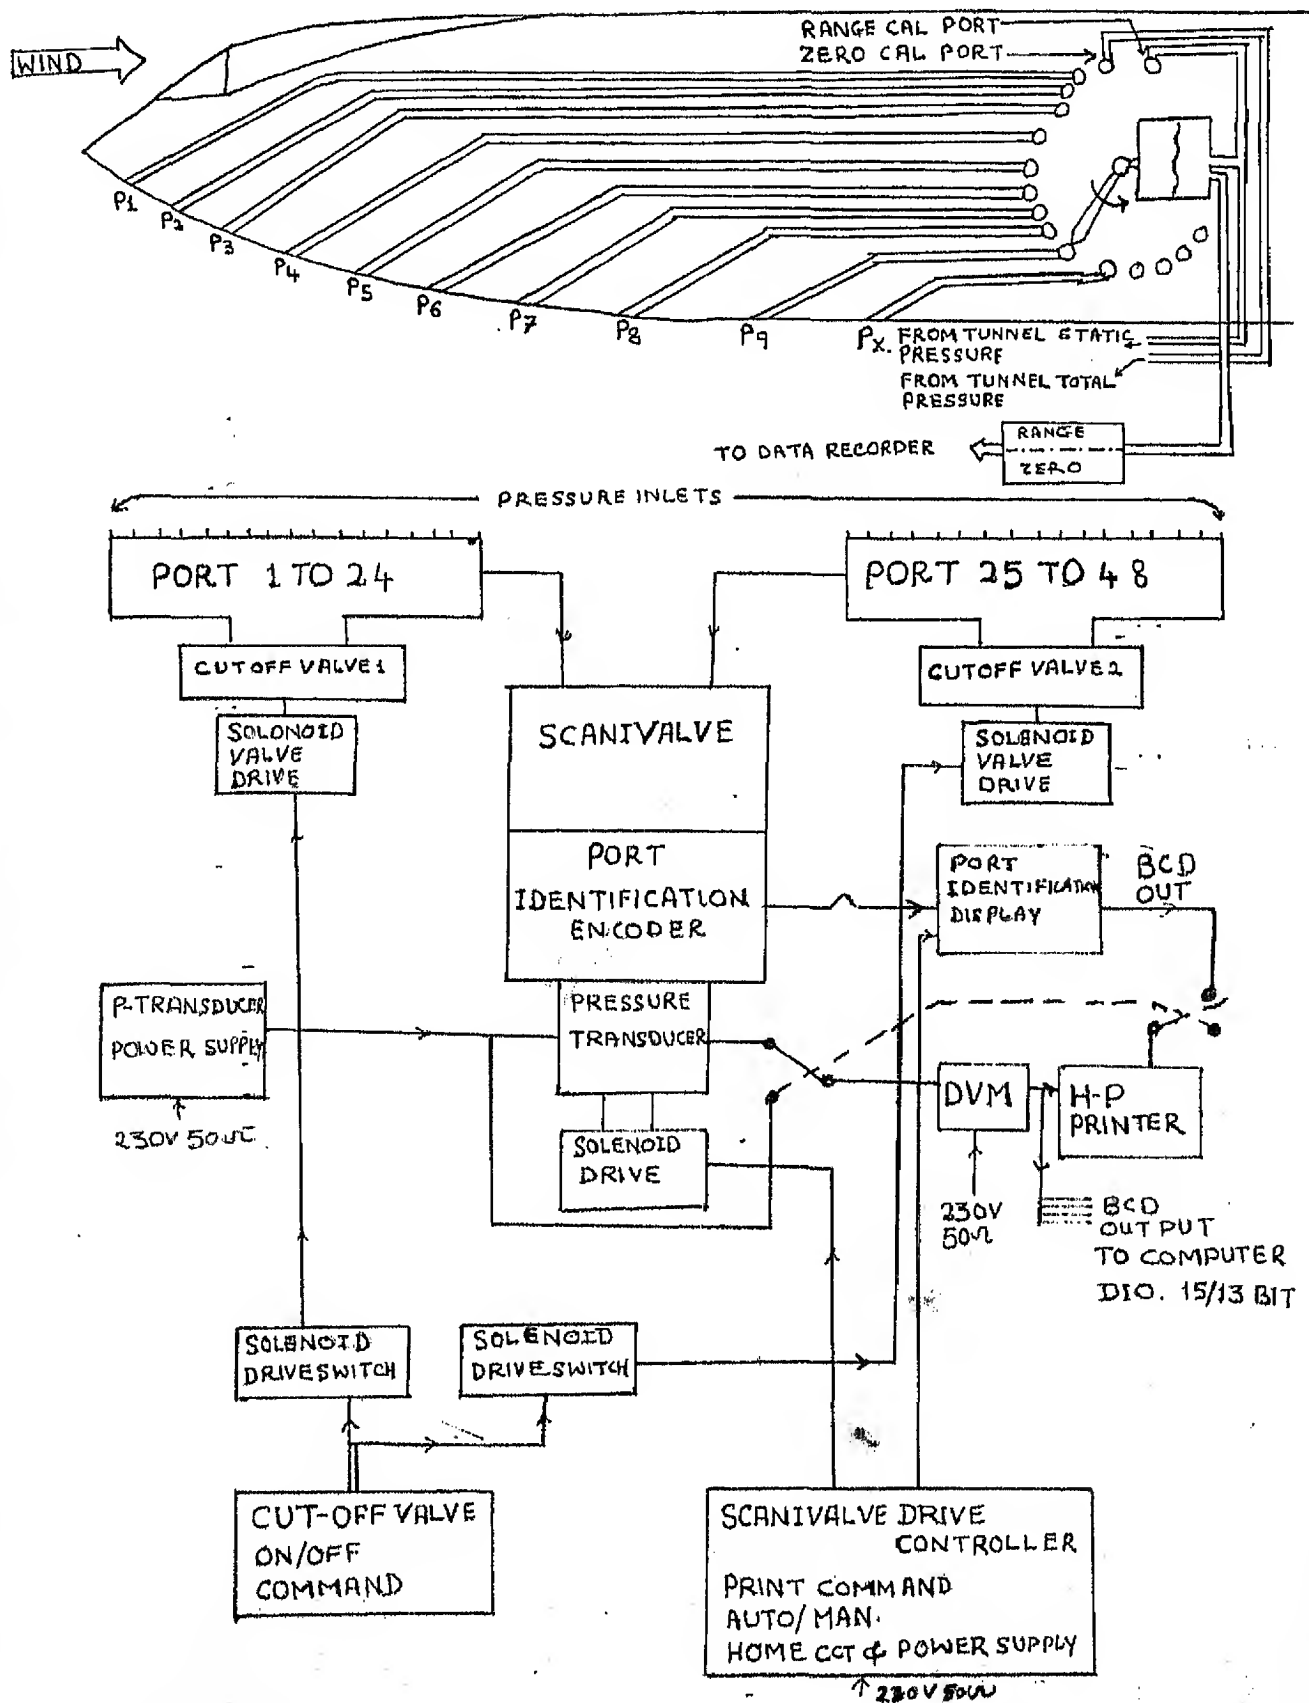 RANGE CAL PORT
ZERO CAL PORT
WIND
P1
P2
P3
P4
P5
P6
P7
P8
P9
PX.
FROM TUNNEL STATIC
PRESSURE
FROM TUNNEL TOTAL
PRESSURE
TO DATA RECORDER
RANGE
ZERO
PRESSURE INLETS
PORT 1 TO 24
PORT 25 TO 48
CUTOFF VALVE 1
CUTOFF VALVE 2
SOLONOID
VALVE
DRIVE
SCANIVALVE
SOLENOID
VALVE
DRIVE
PORT
IDENTIFICATION
ENCODER
PORT
IDENTIFICATION
DISPLAY
BCD
OUT
P-TRANSDUCER
POWER SUPPLY
230V
PRESSURE
TRANSDUCER
SOLENOID
DRIVE
DVM
H-P
PRINTER
230V
BCD
OUTPUT
TO COMPUTER
DIO. 15/13 BIT
SOLENOID
DRIVE SWITCH
SOLENOID
DRIVE SWITCH
CUT-OFF VALVE
ON/OFF
COMMAND
SCANIVALVE DRIVE
CONTROLLER
PRINT COMMAND
AUTO/MAN.
HOME CCT & POWER SUPPLY
230V